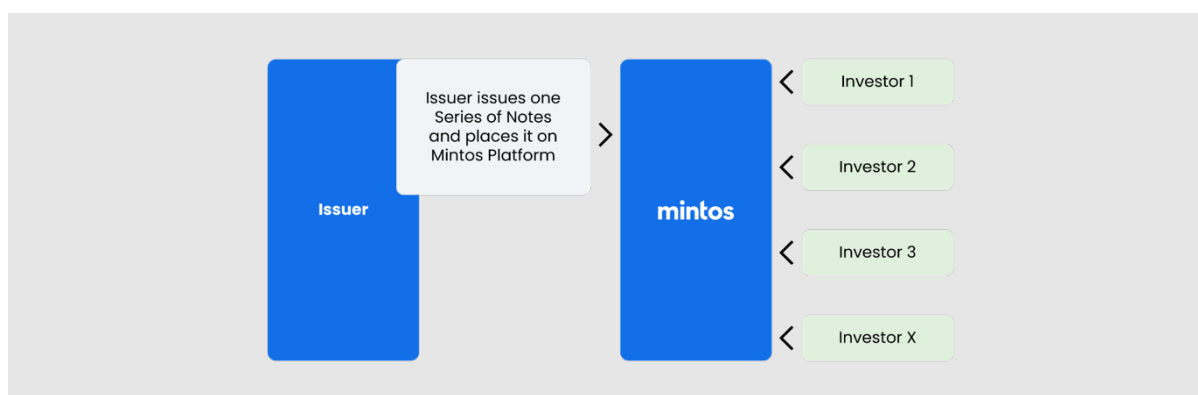 Issuer
Issuer issues one
Series of Notes
and places it on
Mintos Platform
mintos
Investor 1
Investor 2
Investor 3
Investor X